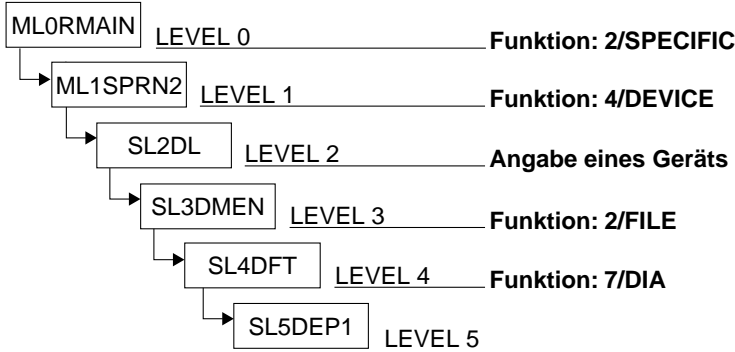 ML0RMAIN LEVEL 0 Funktion: 2/SPECIFIC
ML1SPRN2 LEVEL 1 Funktion: 4/DEVICE
SL2DL LEVEL 2 Angabe eines Geräts
SL3DMEN LEVEL 3 Funktion: 2/FILE
SL4DFT LEVEL 4 Funktion: 7/DIA
SL5DEP1 LEVEL 5